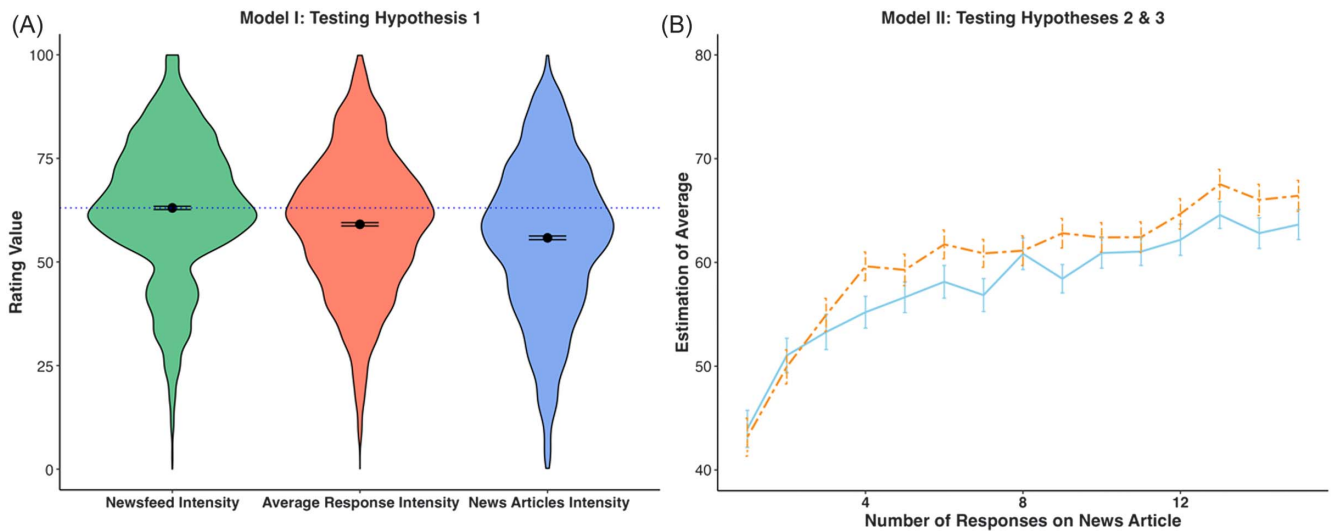 (A)
Model I: Testing Hypothesis 1
Rating Value
100
75
50
25
0
Newsfeed Intensity
Average Response Intensity
News Articles Intensity
(B)
Model II: Testing Hypotheses 2 & 3
Estimation of Average
80
70
60
50
40
4
8
12
Number of Responses on News Article